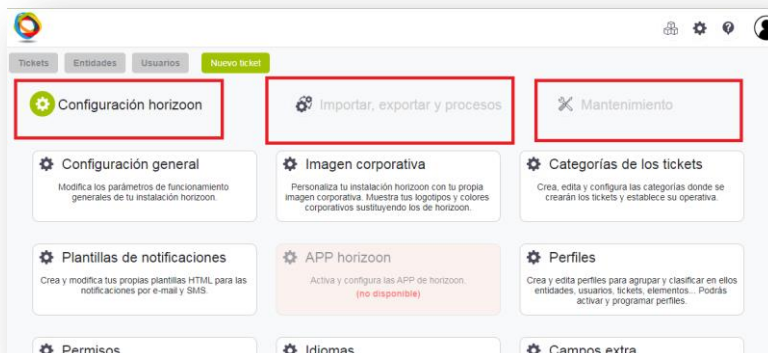 Tickets Entidades Usuarios Nuevo ticket
Configuración horizoon Importar, exportar y procesos Mantenimiento
Configuración general
Modifica los parámetros de funcionamiento
generales de tu instalación horizoon.
Imagen corporativa
Personaliza tu instalación horizoon con tu propia
imagen corporativa. Muestra tus logotipos y colores
corporativos sustituyendo los de horizoon.
Categorías de los tickets
Crea, edita y configura las categorías donde se
crearán los tickets y establece su operativa.
Plantillas de notificaciones
Crea y modifica tus propias plantillas HTML para las
notificaciones por e-mail y SMS.
APP horizoon
Activa y configura las APP de horizoon.
(no disponible)
Perfiles
Crea y edita perfiles para agrupar y clasificar en ellos
entidades, usuarios, tickets, elementos... Podrás
activar y programar perfiles.
Permisos Idiomas Campos extra